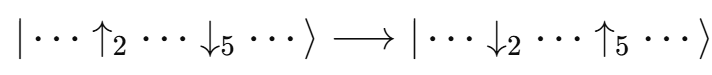 |⋯ ↑₂ ⋯ ↓₅ ⋯⟩ ⟶ |⋯ ↓₂ ⋯ ↑₅ ⋯⟩